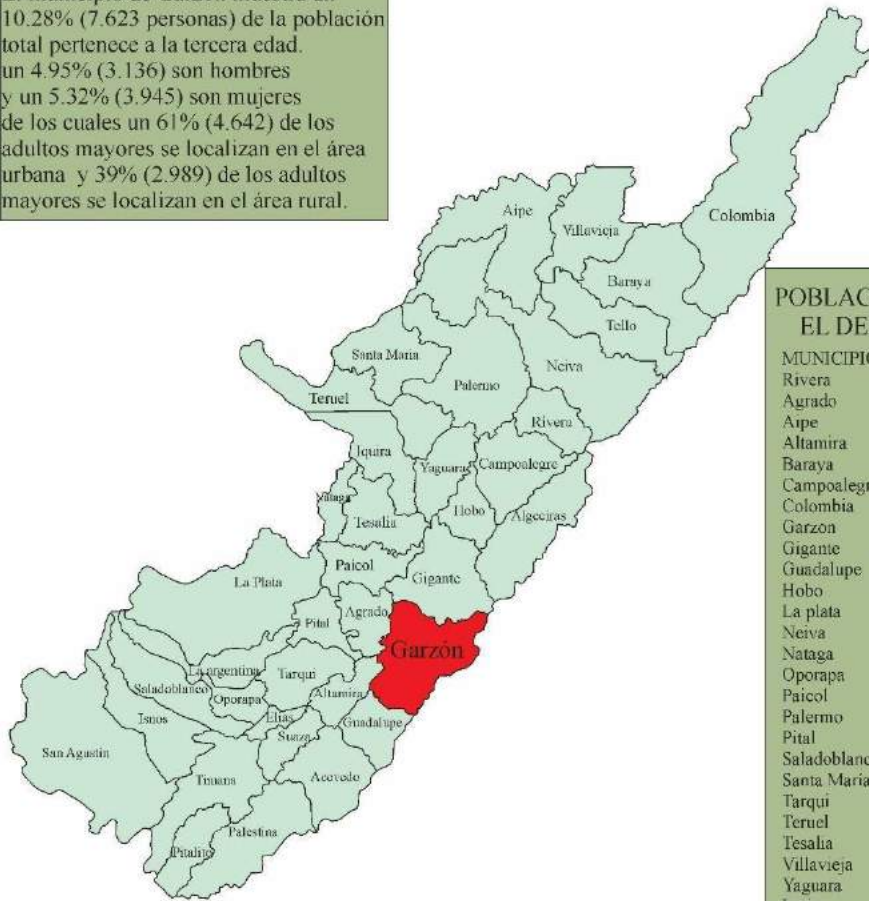 10.28% (7.623 personas) de la población
total pertenece a la tercera edad.
un 4.95% (3.136) son hombres
y un 5.32% (3.945) son mujeres
de los cuales un 61% (4.642) de los
adultos mayores se localizan en el área
urbana y 39% (2.989) de los adultos
mayores se localizan en el área rural.
Aipe
Villavieja
Colombia
Baraya
Tello
Santa Maria
Neiva
Palermo
Teruel
Rivera
Iquira
Yaguara
Campoalegre
Nataga
Tesalia
Hobo
Algeciras
Paicol
Gigante
La Plata
Agrado
Pital
Garzón
La argentina
Tarqui
Saladoblanco
Oporapa
Altamira
Elias
Isnos
Guadalupe
Suaza
San Agustin
Acevedo
Palestina
Pitalito
POBLAC
EL DE
MUNICIPIO
Rivera
Agrado
Aipe
Altamira
Baraya
Campoalegr
Colombia
Garzon
Gigante
Guadalupe
Hobo
La plata
Neiva
Nataga
Oporapa
Paicol
Palermo
Pital
Saladoblanc
Santa Maria
Tarqui
Teruel
Tesalia
Villavieja
Yaguara